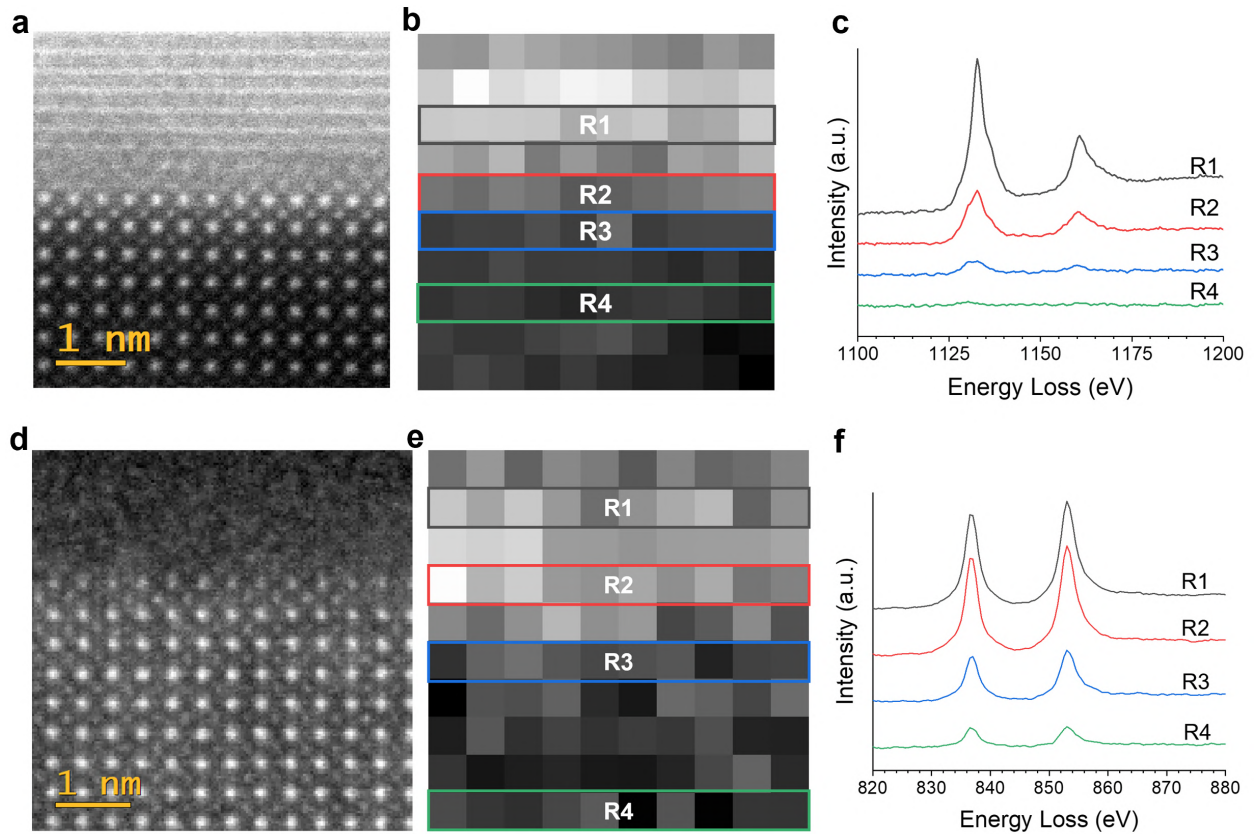 a
b
c
1 nm
R1
R2
R3
R4
Intensity (a.u.)
R1
R2
R3
R4
1100 1125 1150 1175 1200
Energy Loss (eV)
d
e
f
1 nm
R1
R2
R3
R4
Intensity (a.u.)
R1
R2
R3
R4
820 830 840 850 860 870 880
Energy Loss (eV)